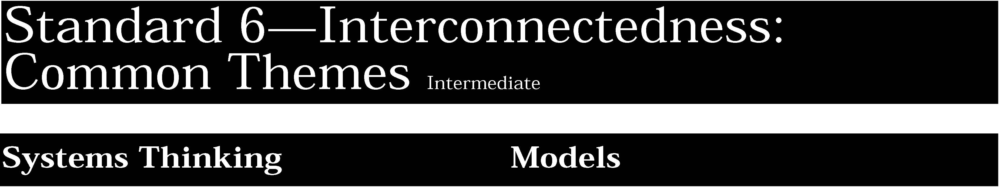 Standard 6—Interconnectedness:
Common Themes Intermediate
Systems Thinking Models